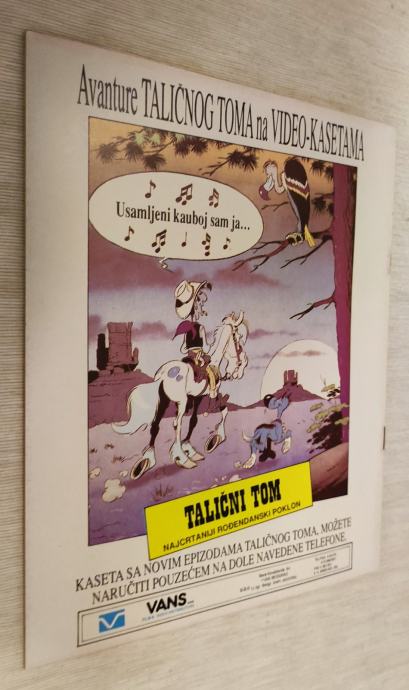 Avanture TALIČNOG TOMA na VIDEO-KASETAMA
Usamljeni kauboj sam ja...
TALIČNI TOM
NAJCRTANIJI ROĐENDANSKI POKLON
KASETA SA NOVIM EPIZODAMA TALIČNOG TOMA, MOŽETE
NARUČITI POUZEĆEM NA DOLE NAVEDENE TELEFONE.
VANS